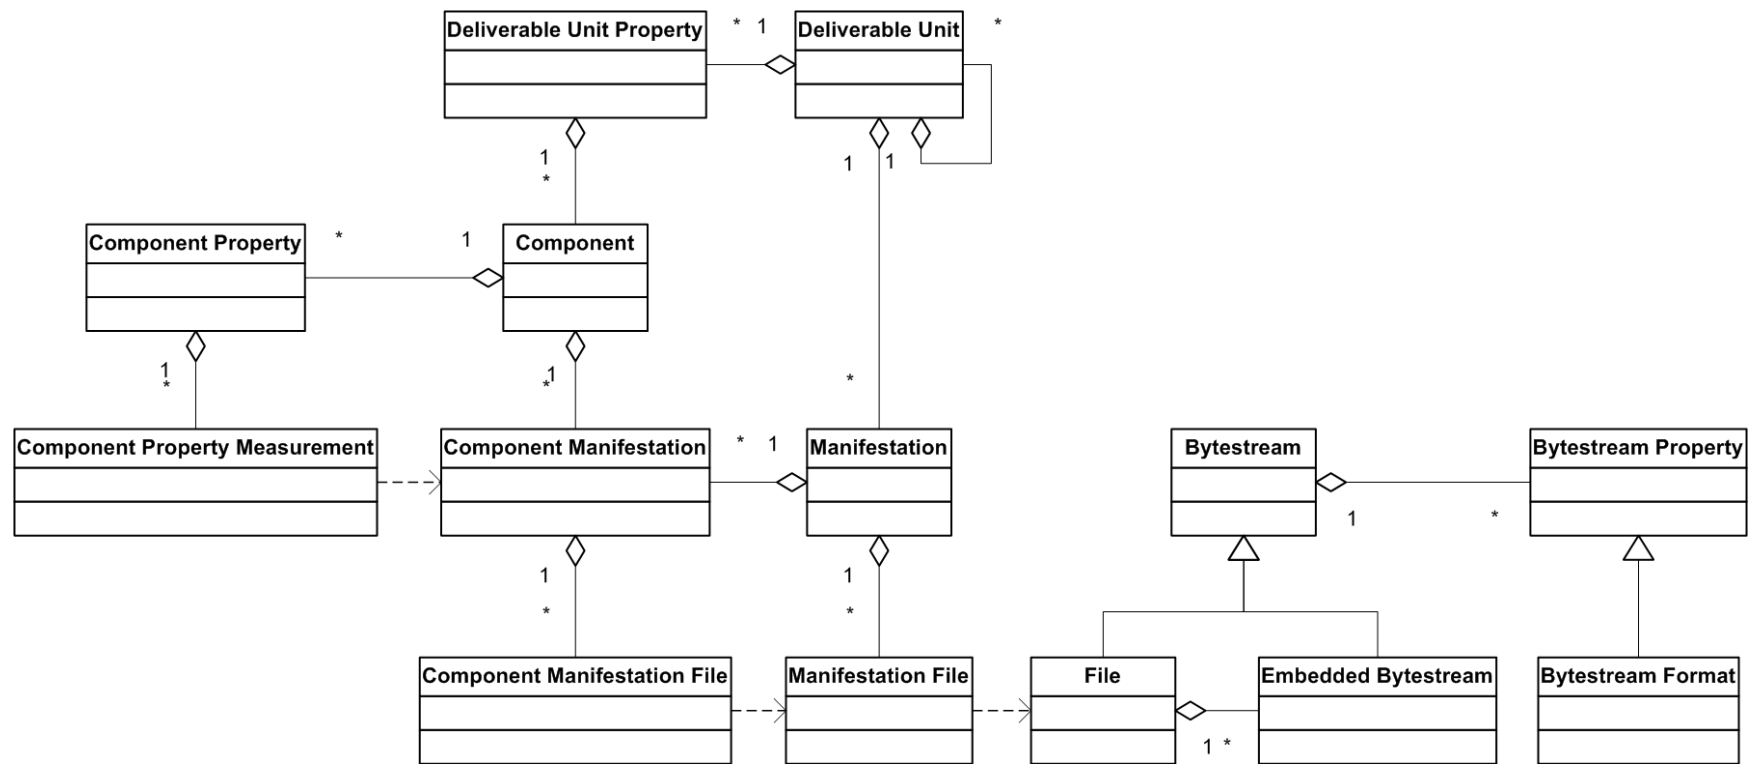 Deliverable Unit Property
* 1
Deliverable Unit
*
1
*
1
1
Component Property
* 1
Component
1
*
1
*
*
Component Property Measurement
Component Manifestation
* 1
Manifestation
Bytestream
Bytestream Property
1 *
1
*
1
*
Component Manifestation File
Manifestation File
File
Embedded Bytestream
Bytestream Format
1 *